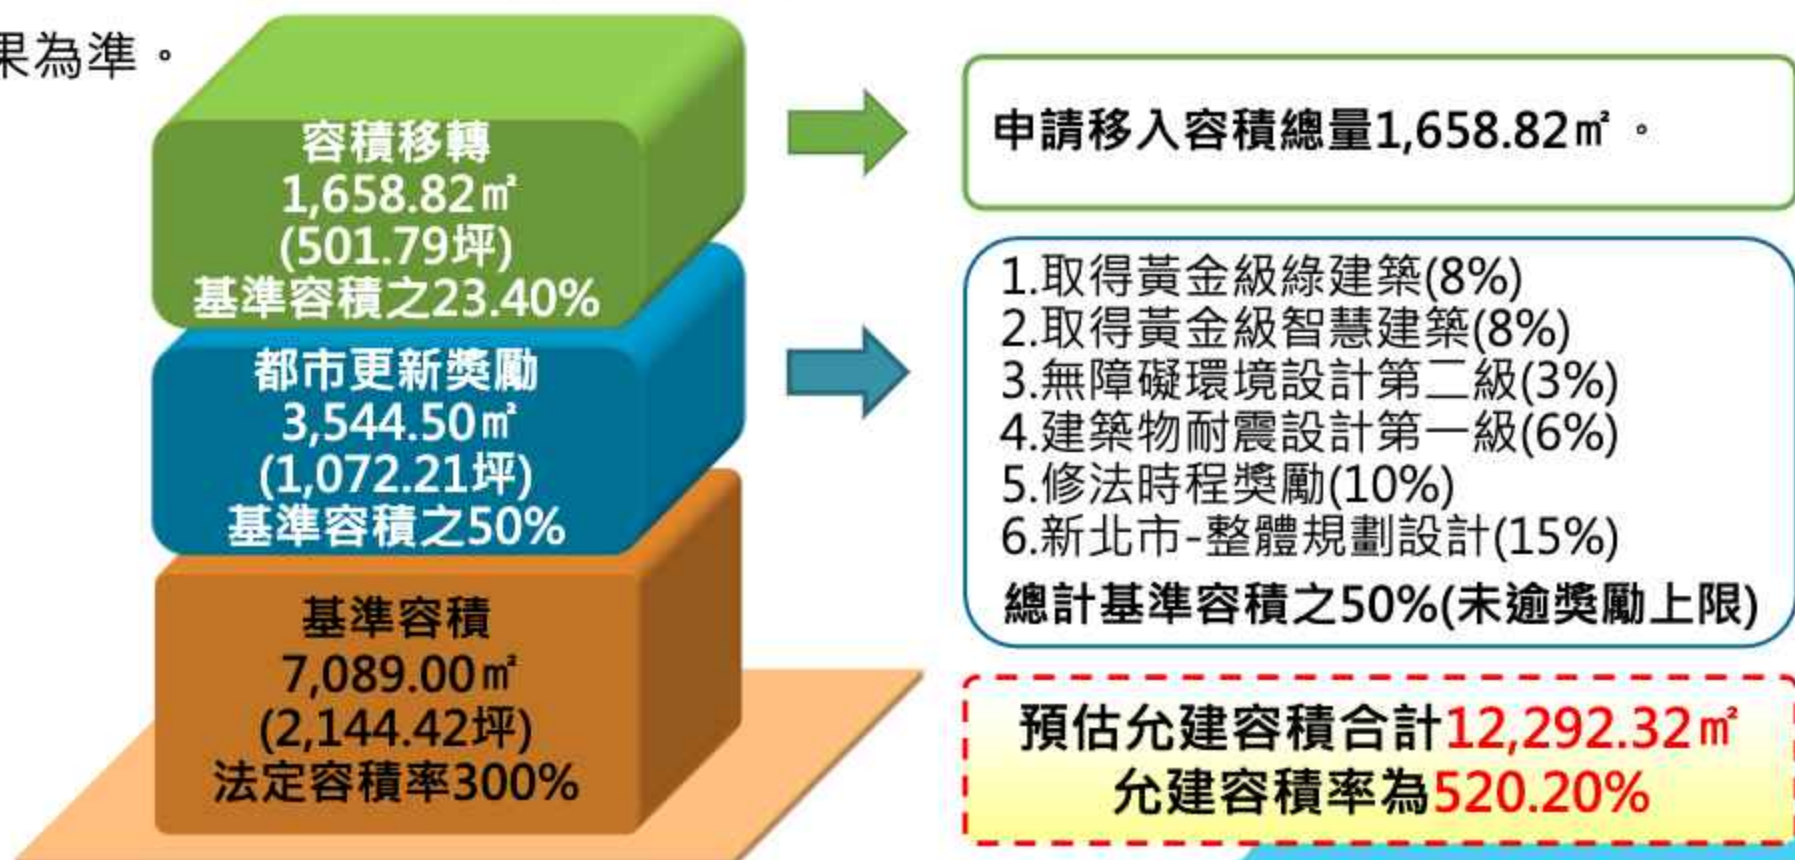 果為準。
容積移轉
1,658.82㎡
(501.79坪)
基準容積之23.40%
都市更新獎勵
3,544.50㎡
(1,072.21坪)
基準容積之50%
基準容積
7,089.00㎡
(2,144.42坪)
法定容積率300%
申請移入容積總量1,658.82㎡。
1.取得黃金級綠建築(8%)
2.取得黃金級智慧建築(8%)
3.無障礙環境設計第二級(3%)
4.建築物耐震設計第一級(6%)
5.修法時程獎勵(10%)
6.新北市-整體規劃設計(15%)
總計基準容積之50%(未逾獎勵上限)
預估允建容積合計12,292.32㎡
允建容積率為520.20%